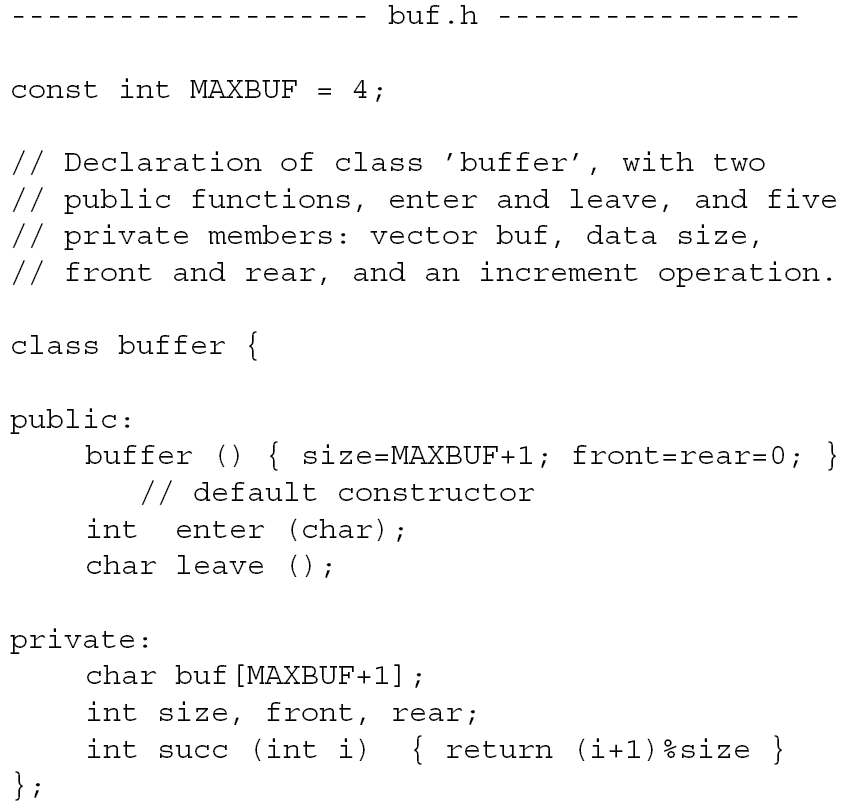 -------------------- buf.h -----------------
const int MAXBUF = 4;
// Declaration of class 'buffer', with two
// public functions, enter and leave, and five
// private members: vector buf, data size,
// front and rear, and an increment operation.
class buffer {
public:
buffer () { size=MAXBUF+1; front=rear=0; }
// default constructor
int  enter (char);
char leave ();
private:
char buf[MAXBUF+1];
int size, front, rear;
int succ (int i)  { return (i+1)%size }
};